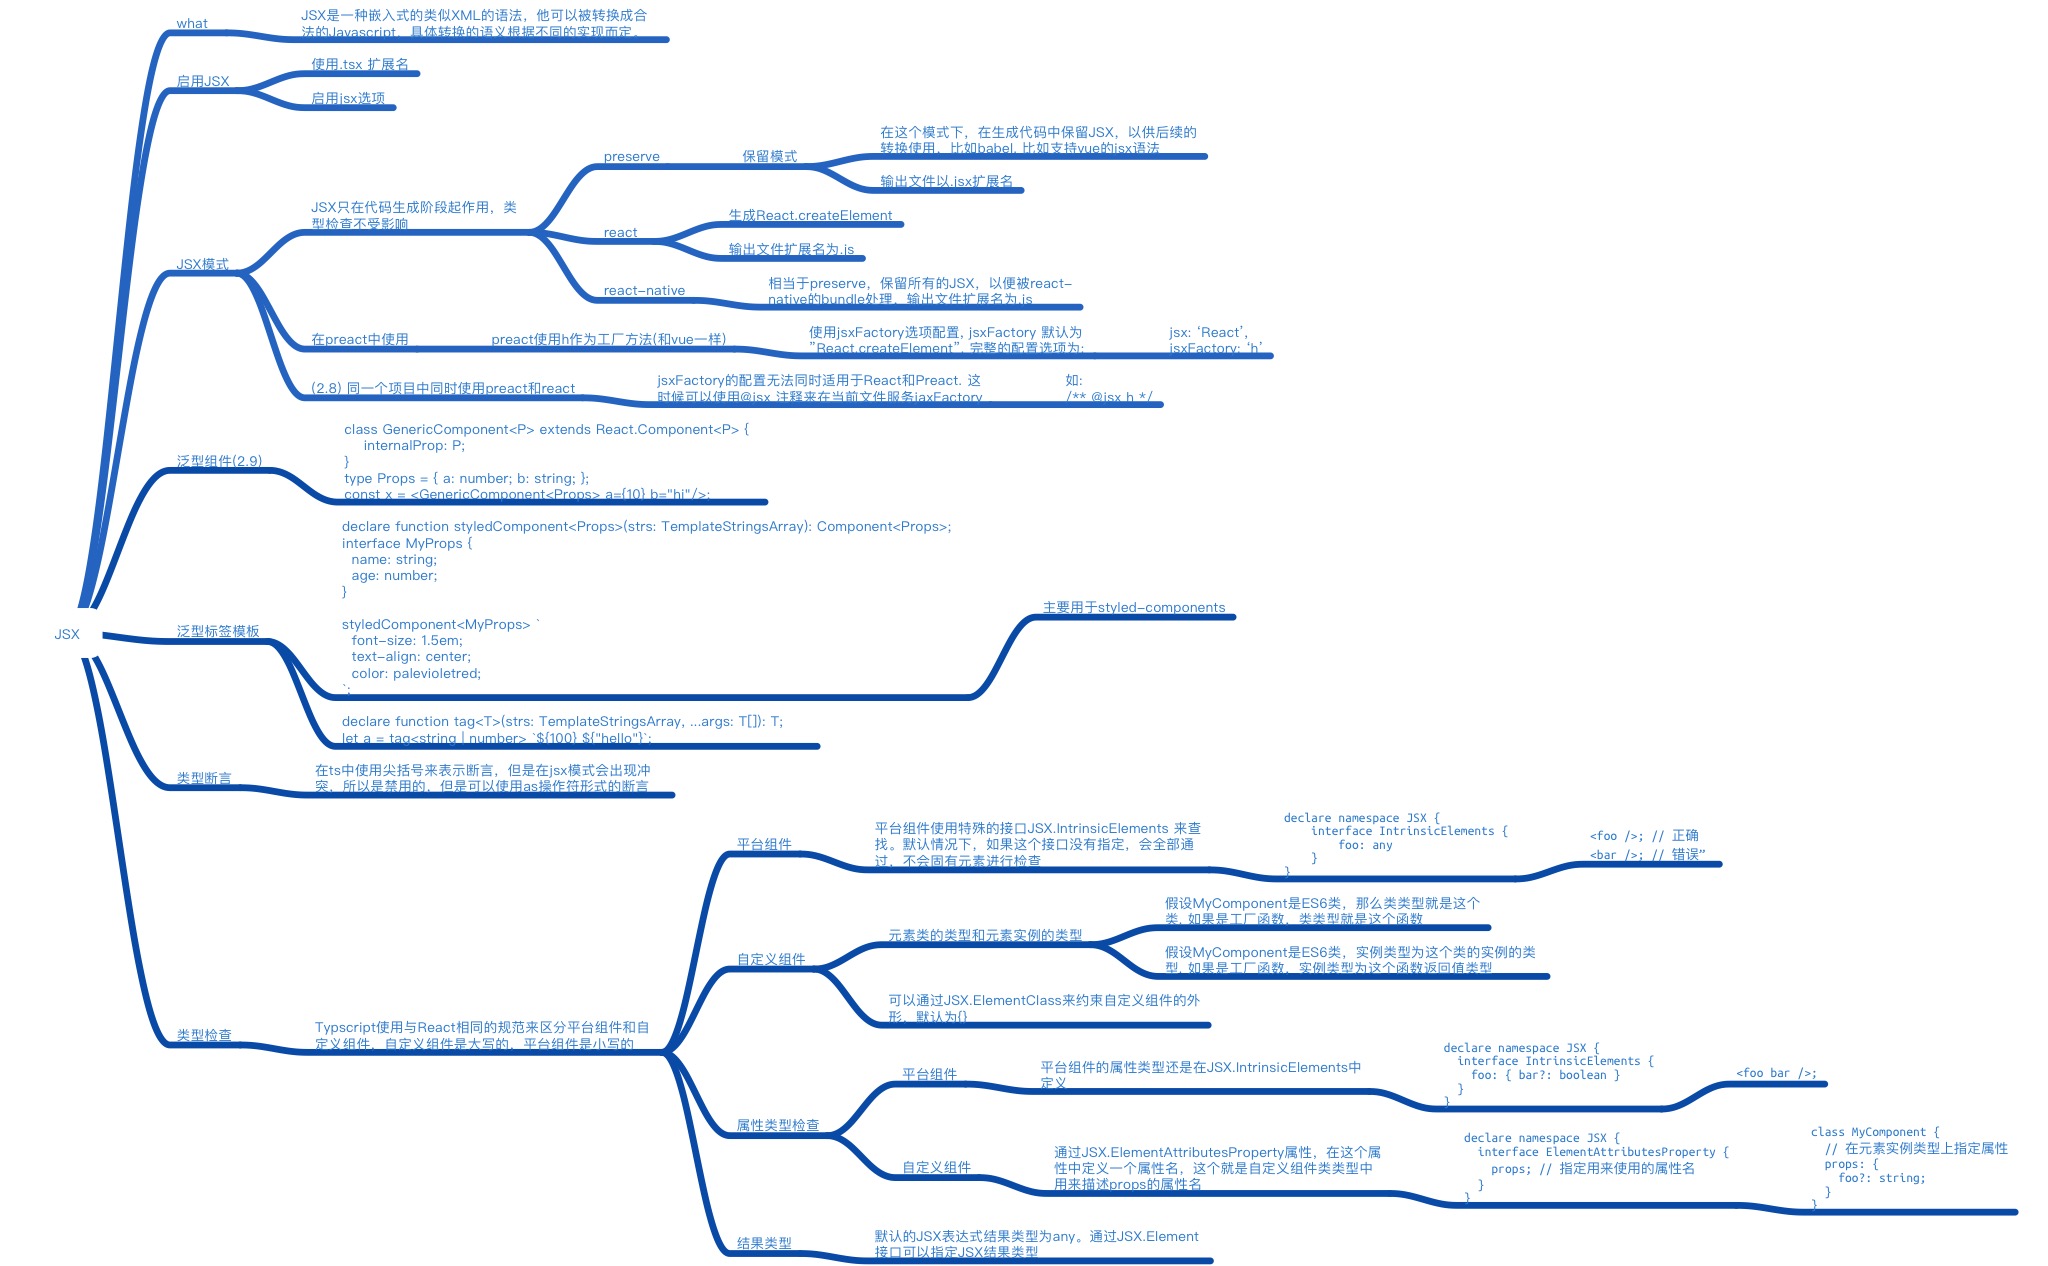 JSX
what
JSX是一种嵌入式的类似XML的语法，他可以被转换成合
法的Javascript，具体转换的语义根据不同的实现而定。
启用JSX
使用.tsx 扩展名
启用jsx选项
JSX模式
JSX只在代码生成阶段起作用，类
型检查不受影响
preserve
保留模式
在这个模式下，在生成代码中保留JSX，以供后续的
转换使用，比如babel. 比如支持vue的jsx语法
输出文件以.jsx扩展名
react
生成React.createElement
输出文件扩展名为.js
react-native
相当于preserve，保留所有的JSX，以便被react-
native的bundle处理，输出文件扩展名为.js
在preact中使用
preact使用h作为工厂方法(和vue一样)
使用jsxFactory选项配置, jsxFactory 默认为
”React.createElement”. 完整的配置选项为:
jsx: ‘React’,
jsxFactory: ‘h’
(2.8) 同一个项目中同时使用preact和react
jsxFactory的配置无法同时适用于React和Preact. 这
时候可以使用@jsx 注释来在当前文件服务jaxFactory
如:
/** @jsx h */
泛型组件(2.9)
class GenericComponent<P> extends React.Component<P> {
internalProp: P;
}
type Props = { a: number; b: string; };
const x = <GenericComponent<Props> a={10} b="hi"/>;
泛型标签模板
declare function styledComponent<Props>(strs: TemplateStringsArray): Component<Props>;
interface MyProps {
name: string;
age: number;
}
styledComponent<MyProps> `
font-size: 1.5em;
text-align: center;
color: palevioletred;
`;
主要用于styled-components
declare function tag<T>(strs: TemplateStringsArray, ...args: T[]): T;
let a = tag<string | number> `${100} ${"hello"}`;
类型断言
在ts中使用尖括号来表示断言，但是在jsx模式会出现冲
突，所以是禁用的，但是可以使用as操作符形式的断言
类型检查
Typscript使用与React相同的规范来区分平台组件和自
定义组件，自定义组件是大写的，平台组件是小写的
平台组件
平台组件使用特殊的接口JSX.IntrinsicElements 来查
找。默认情况下，如果这个接口没有指定，会全部通
过，不会固有元素进行检查
declare namespace JSX {
interface IntrinsicElements {
foo: any
}
}
<foo />; // 正确
<bar />; // 错误”
自定义组件
元素类的类型和元素实例的类型
假设MyComponent是ES6类，那么类类型就是这个
类. 如果是工厂函数，类类型就是这个函数
假设MyComponent是ES6类，实例类型为这个类的实例的类
型. 如果是工厂函数，实例类型为这个函数返回值类型
可以通过JSX.ElementClass来约束自定义组件的外
形，默认为{}
属性类型检查
平台组件
平台组件的属性类型还是在JSX.IntrinsicElements中
定义
declare namespace JSX {
interface IntrinsicElements {
foo: { bar?: boolean }
}
}
<foo bar />;
自定义组件
通过JSX.ElementAttributesProperty属性，在这个属
性中定义一个属性名，这个就是自定义组件类类型中
用来描述props的属性名
declare namespace JSX {
interface ElementAttributesProperty {
props; // 指定用来使用的属性名
}
}
class MyComponent {
// 在元素实例类型上指定属性
props: {
foo?: string;
}
}
结果类型
默认的JSX表达式结果类型为any。通过JSX.Element
接口可以指定JSX结果类型